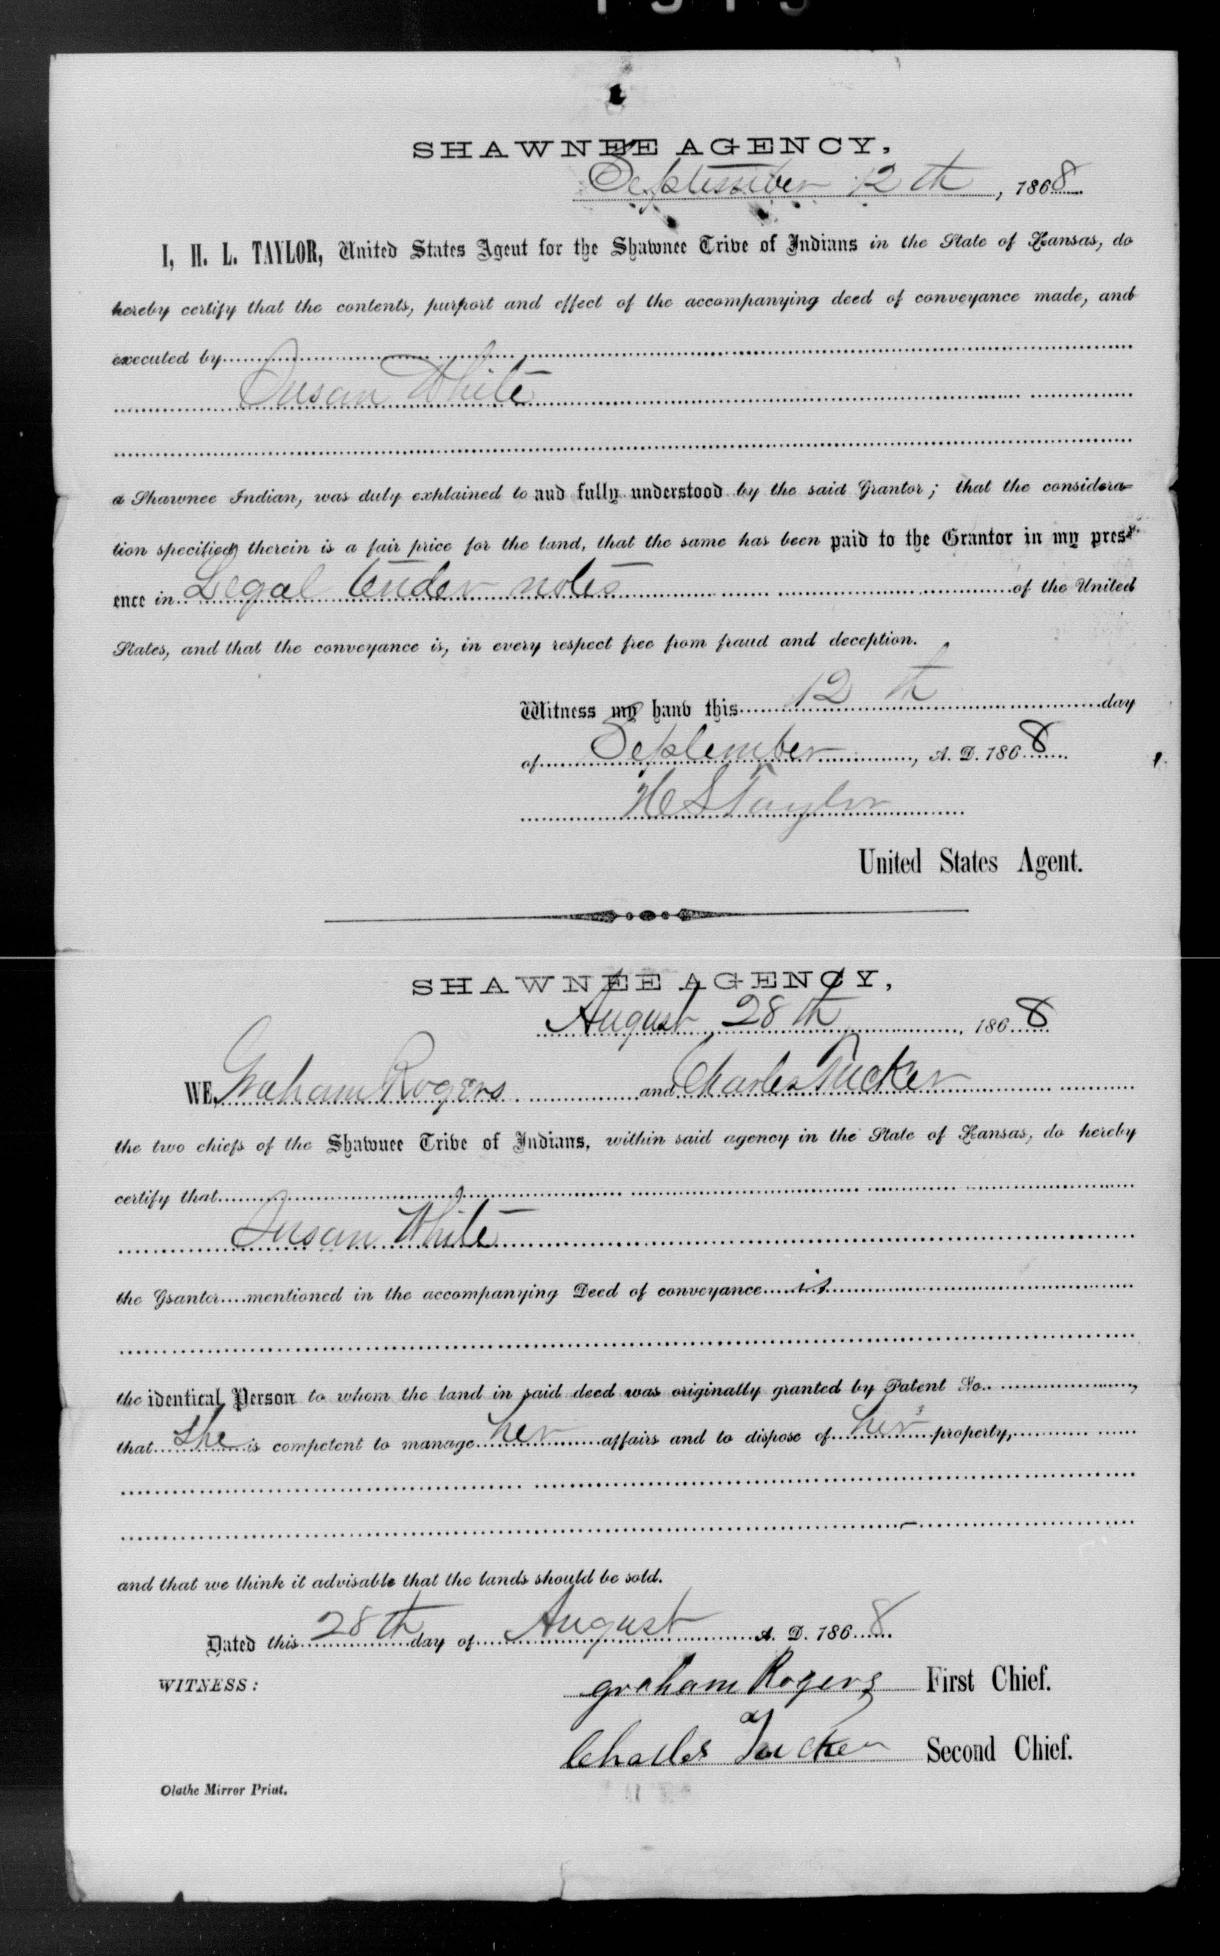 SHAWNEE AGENCY,
September 12th, 1868.
I, H. L. TAYLOR, United States Agent for the Shawnee Tribe of Indians in the State of Kansas, do
hereby certify that the contents, purport and effect of the accompanying deed of conveyance made, and
executed by
Susan White
a Shawnee Indian, was duly explained to and fully understood by the said Grantor; that the considera-
tion specified therein is a fair price for the land, that the same has been paid to the Grantor in my pres-
ence in Legal tender notes of the United
States, and that the conveyance is, in every respect free from fraud and deception.
Witness my hand this 12th day
of September, A. D. 1868
H L Taylor
United States Agent.
SHAWNEE AGENCY,
August 28th, 1868
WE, Graham Rogers and Charles Tucker
the two chiefs of the Shawnee Tribe of Indians, within said agency in the State of Kansas, do hereby
certify that
Susan White
the Grantor mentioned in the accompanying Deed of conveyance is
the identical Person to whom the land in said deed was originally granted by Patent No. ,
that she is competent to manage her affairs and to dispose of her property,
and that we think it advisable that the lands should be sold.
Dated this 28th day of August A. D. 1868
WITNESS: graham Rogers First Chief.
Charles Tucker Second Chief.
Olathe Mirror Print.